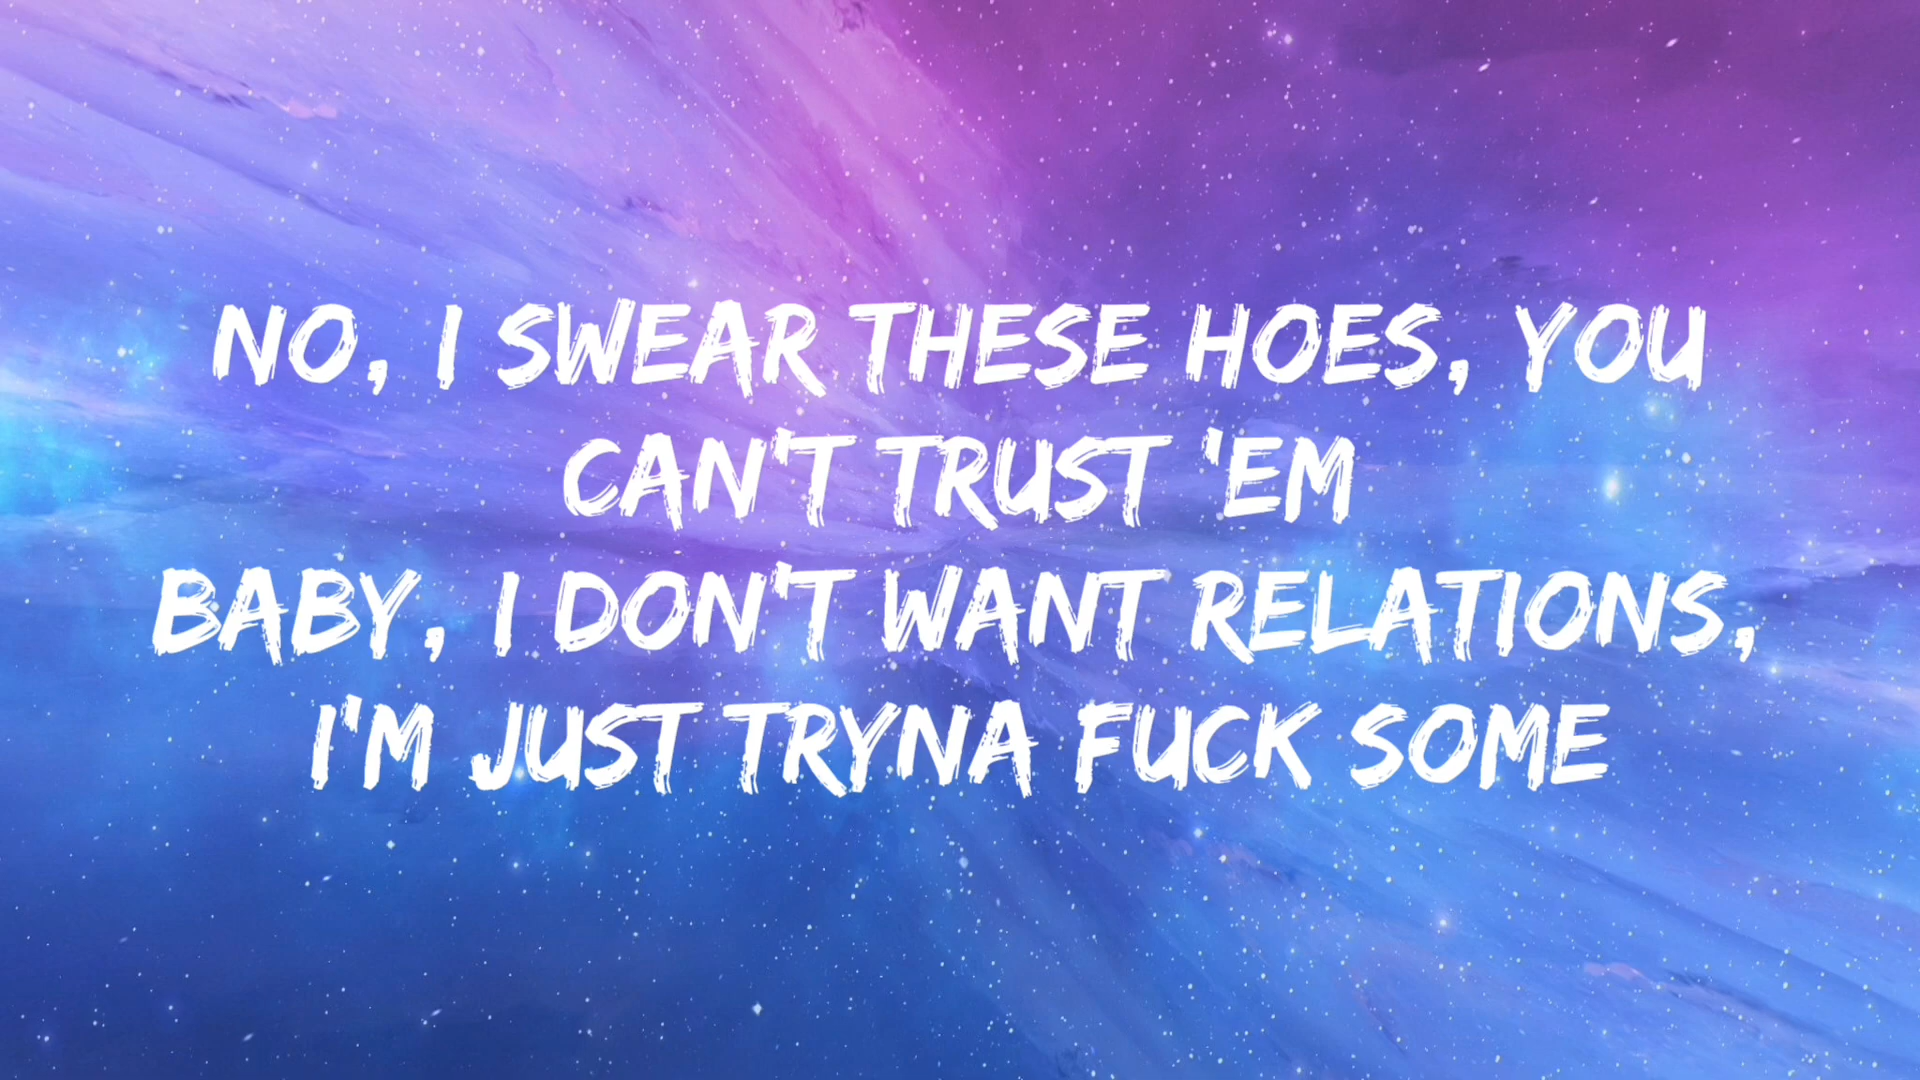 NO, I SWEAR THESE HOES, YOU
CAN'T TRUST 'EM
BABY, I DON'T WANT RELATIONS,
I'M JUST TRYNA FUCK SOME